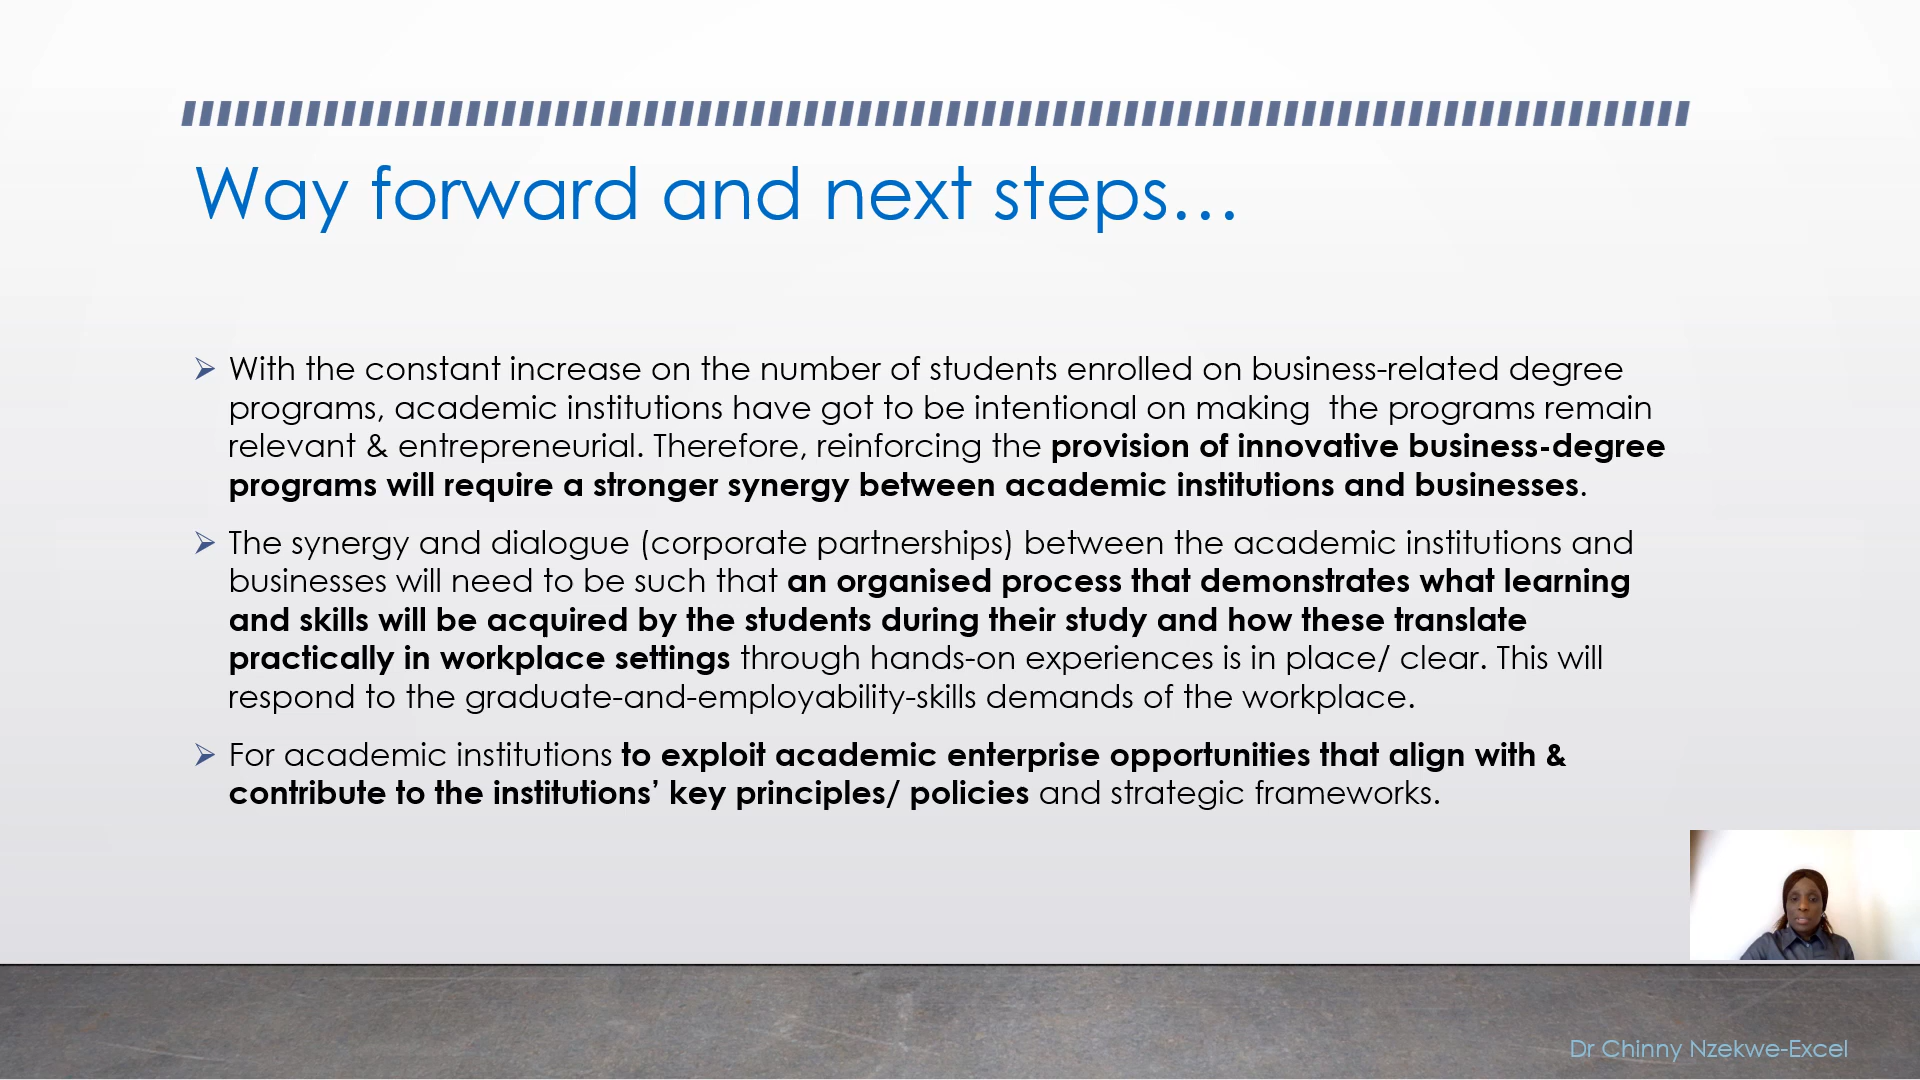 Way forward and next steps…
With the constant increase on the number of students enrolled on business-related degree
programs, academic institutions have got to be intentional on making  the programs remain
relevant & entrepreneurial. Therefore, reinforcing the provision of innovative business-degree
programs will require a stronger synergy between academic institutions and businesses.
The synergy and dialogue (corporate partnerships) between the academic institutions and
businesses will need to be such that an organised process that demonstrates what learning
and skills will be acquired by the students during their study and how these translate
practically in workplace settings through hands-on experiences is in place/ clear. This will
respond to the graduate-and-employability-skills demands of the workplace.
For academic institutions to exploit academic enterprise opportunities that align with &
contribute to the institutions’ key principles/ policies and strategic frameworks.
Dr Chinny Nzekwe-Excel